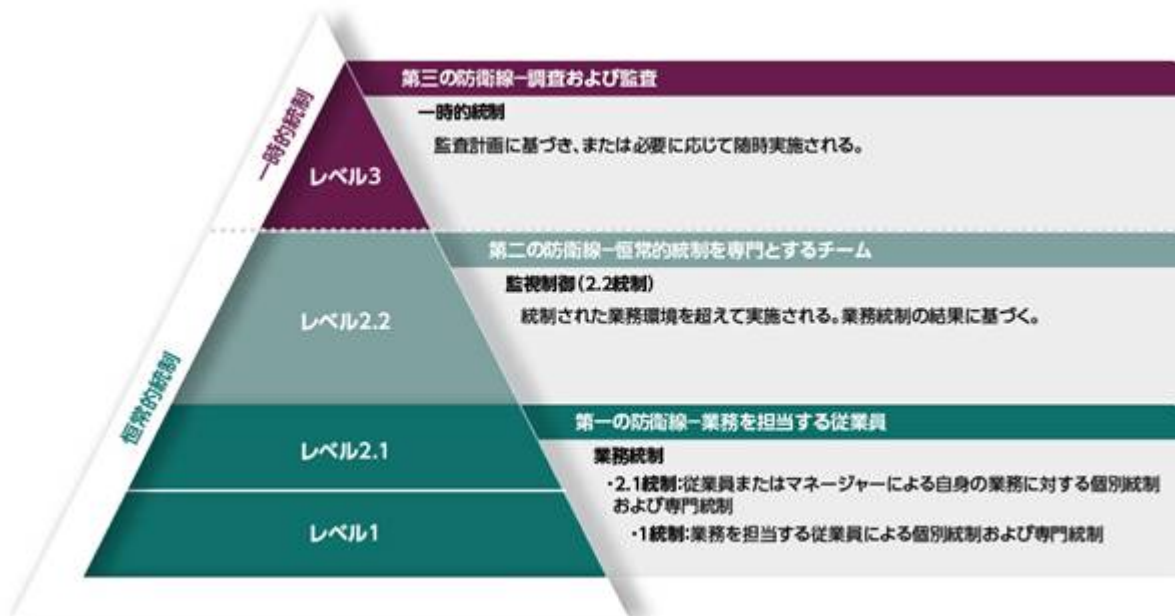 第三の防衛線−調査および監査
一時的統制
監査計画に基づき、または必要に応じて随時実施される。
一時的統制
レベル3
第二の防衛線−恒常的統制を専門とするチーム
監視制御(2.2統制)
統制された業務環境を超えて実施される。業務統制の結果に基づく。
レベル2.2
恒常的統制
第一の防衛線−業務を担当する従業員
業務統制
・2.1統制:従業員またはマネージャーによる自身の業務に対する個別統制
および専門統制
・1統制:業務を担当する従業員による個別統制および専門統制
レベル2.1
レベル1